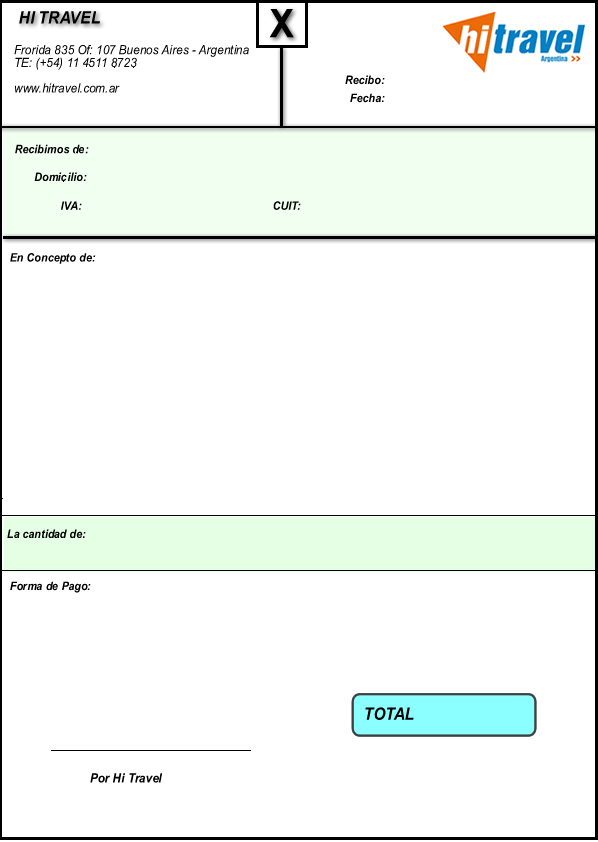 HI TRAVEL
Frorida 835 Of: 107 Buenos Aires - Argentina
TE: (+54) 11 4511 8723
www.hitravel.com.ar
X
hi travel
Argentina >>
Recibo:
Fecha:
Recibimos de:
Domicilio:
IVA: CUIT:
En Concepto de:
La cantidad de:
Forma de Pago:
TOTAL
Por Hi Travel